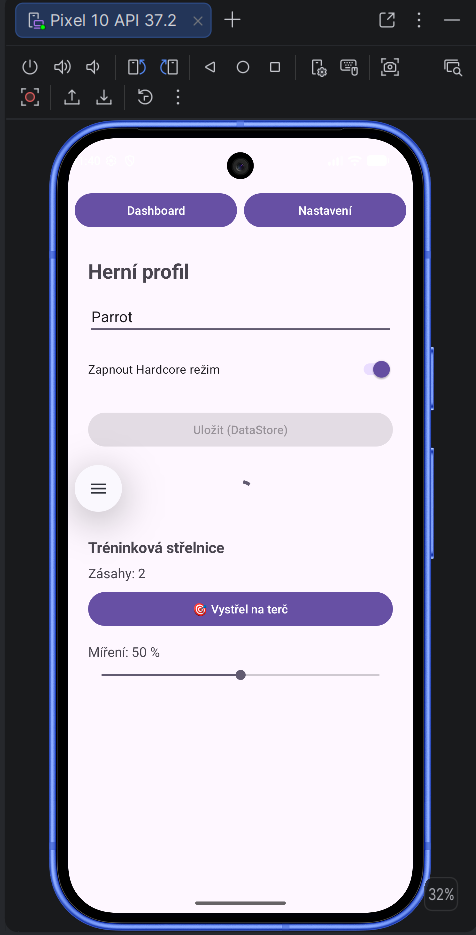 Pixel 10 API 37.2
Dashboard
Nastavení
Herní profil
Parrot
Zapnout Hardcore režim
Uložit (DataStore)
Tréninková střelnice
Zásahy: 2
🎯 Vystřel na terč
Míření: 50 %
32%